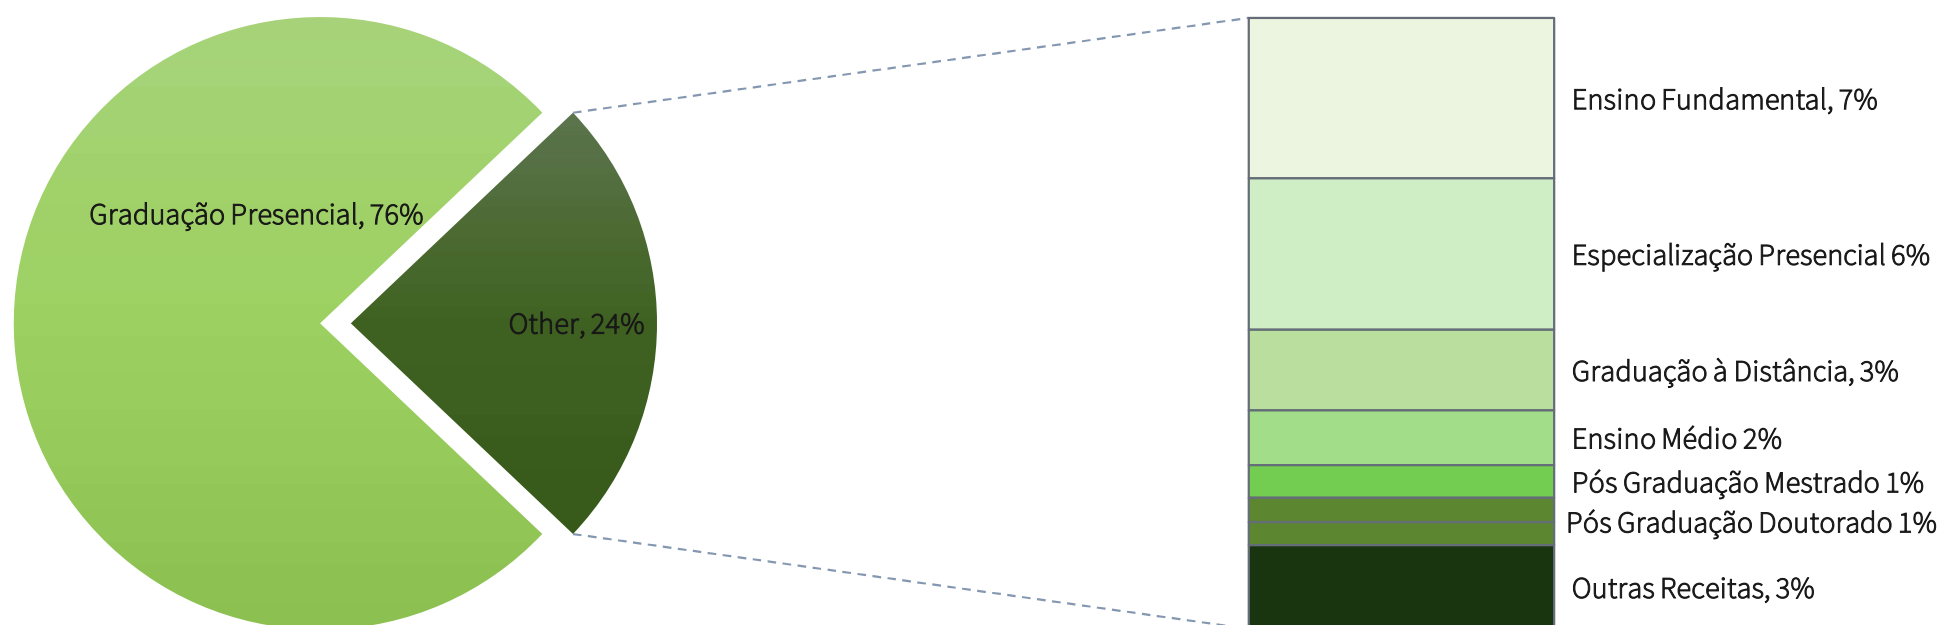 Graduação Presencial, 76%
Other, 24%
Ensino Fundamental, 7%
Especialização Presencial 6%
Graduação à Distância, 3%
Ensino Médio 2%
Pós Graduação Mestrado 1%
Pós Graduação Doutorado 1%
Outras Receitas, 3%